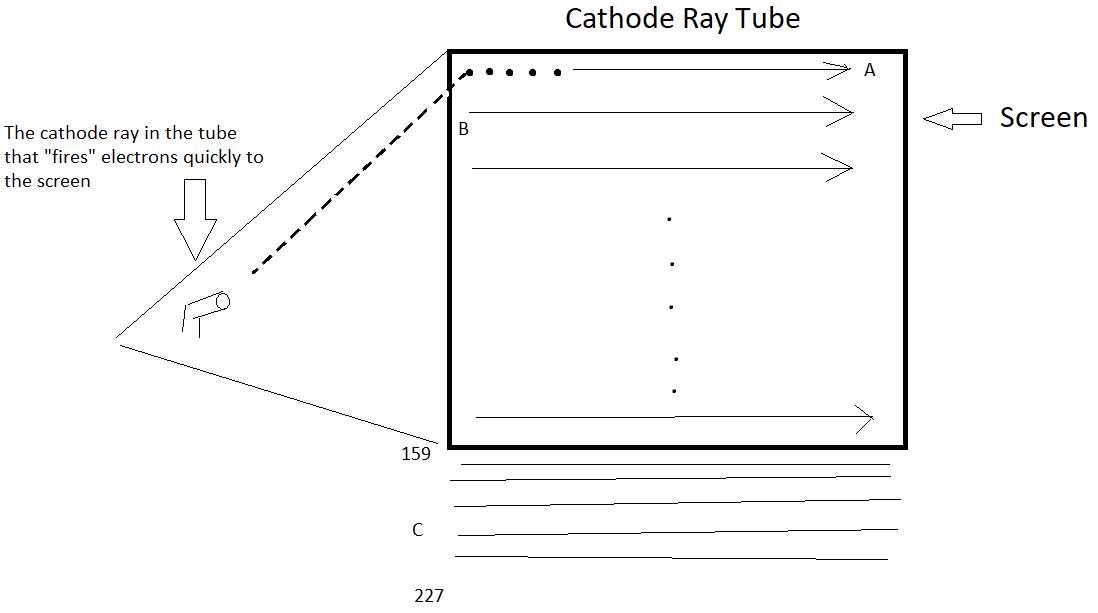 Cathode Ray Tube
A
Screen
B
The cathode ray in the tube
that "fires" electrons quickly to
the screen
159
C
227